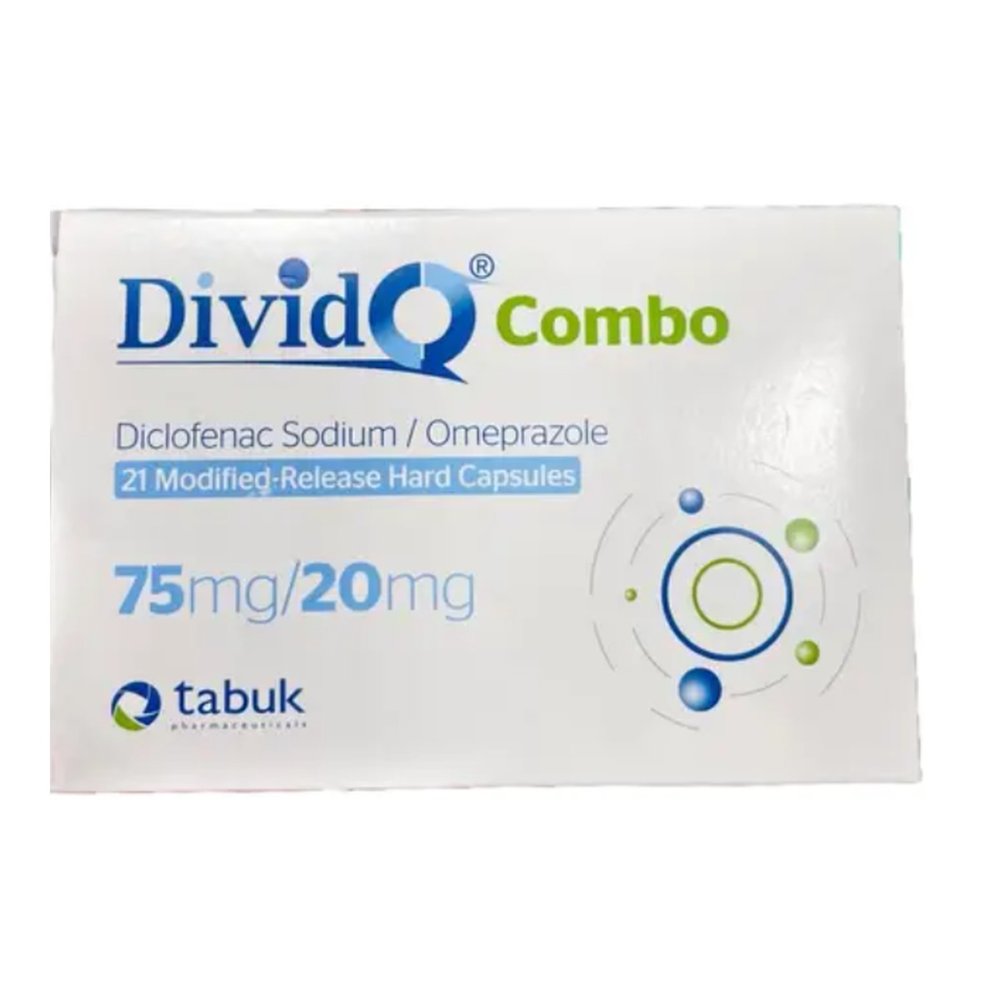 DividQ® Combo
Diclofenac Sodium / Omeprazole
21 Modified-Release Hard Capsules
75mg/20mg
tabuk
pharmaceuticals